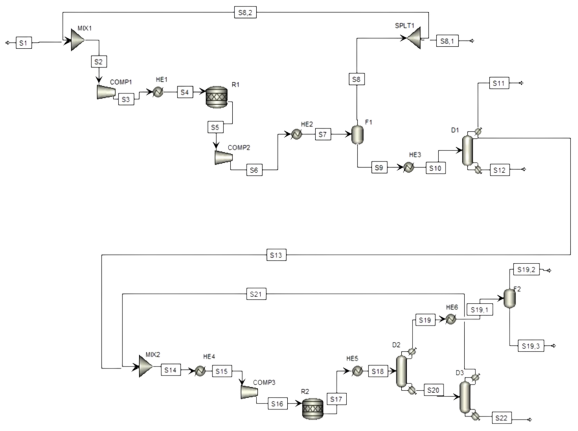 S8,2
SPLT1
MIX1
S1
S8,1
S2
COMP1
HE1
R1
S8
S11
S3
S4
S5
HE2
F1
D1
S7
COMP2
HE3
S6
S9
S10
S12
S13
S19,2
F2
S21
HE6
S19,1
D2
S19
S19,3
MIX2
HE4
HE5
D3
S14
S15
S18
COMP3
R2
S20
S16
S17
S22